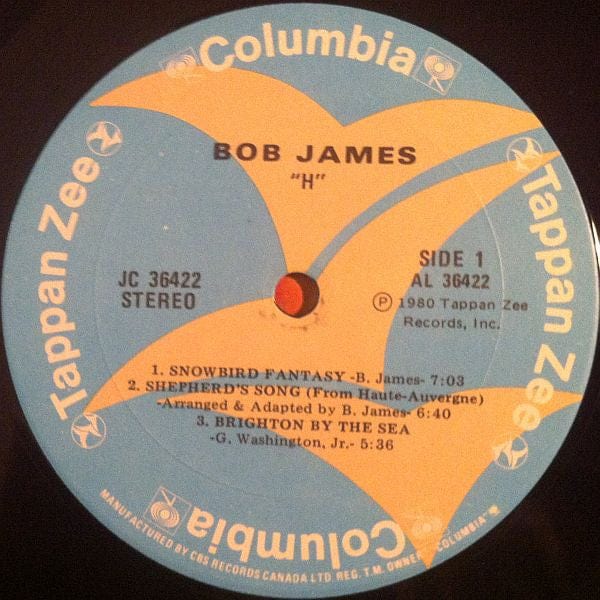 Columbia
Tappan Zee
Tappan Zee
BOB JAMES
"H"
JC 36422
STEREO
SIDE 1
AL 36422
℗ 1980 Tappan Zee
Records, Inc.
1. SNOWBIRD FANTASY -B. James- 7:03
2. SHEPHERD'S SONG (From Haute-Auvergne)
-Arranged & Adapted by B. James- 6:40
3. BRIGHTON BY THE SEA
-G. Washington, Jr.- 5:36
Columbia
MANUFACTURED BY CBS RECORDS CANADA LTD. REG. T.M. OWNER "COLUMBIA"